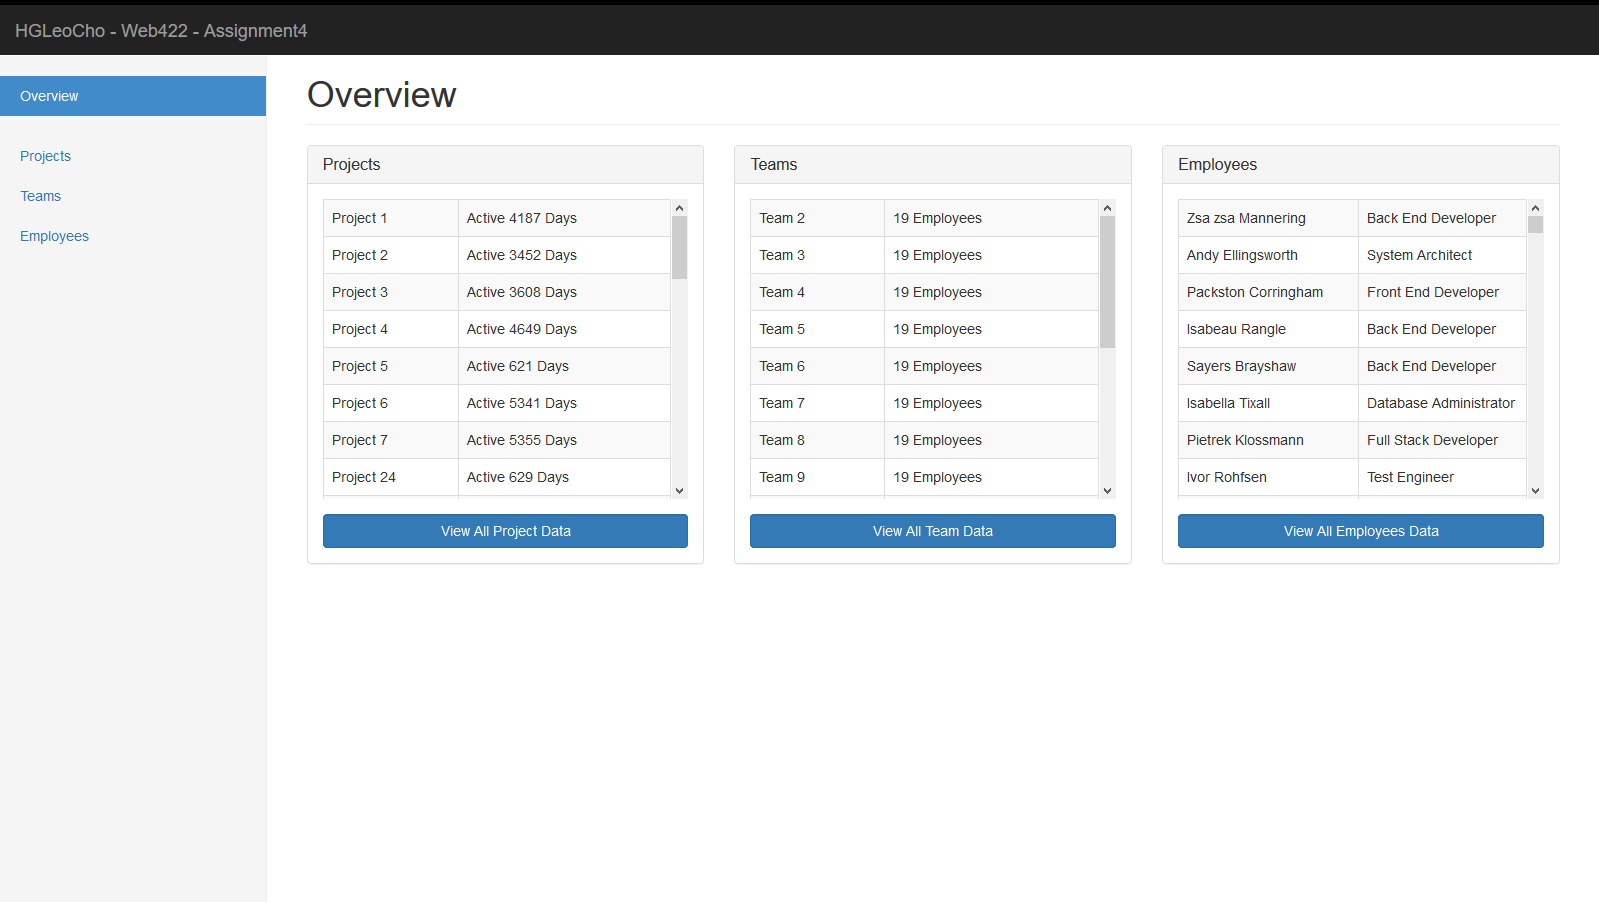 HGLeoCho - Web422 - Assignment4
Overview
Projects
Teams
Employees
Overview
Projects
Project 1 Active 4187 Days
Project 2 Active 3452 Days
Project 3 Active 3608 Days
Project 4 Active 4649 Days
Project 5 Active 621 Days
Project 6 Active 5341 Days
Project 7 Active 5355 Days
Project 24 Active 629 Days
View All Project Data
Teams
Team 2 19 Employees
Team 3 19 Employees
Team 4 19 Employees
Team 5 19 Employees
Team 6 19 Employees
Team 7 19 Employees
Team 8 19 Employees
Team 9 19 Employees
View All Team Data
Employees
Zsa zsa Mannering Back End Developer
Andy Ellingsworth System Architect
Packston Corringham Front End Developer
Isabeau Rangle Back End Developer
Sayers Brayshaw Back End Developer
Isabella Tixall Database Administrator
Pietrek Klossmann Full Stack Developer
Ivor Rohfsen Test Engineer
View All Employees Data